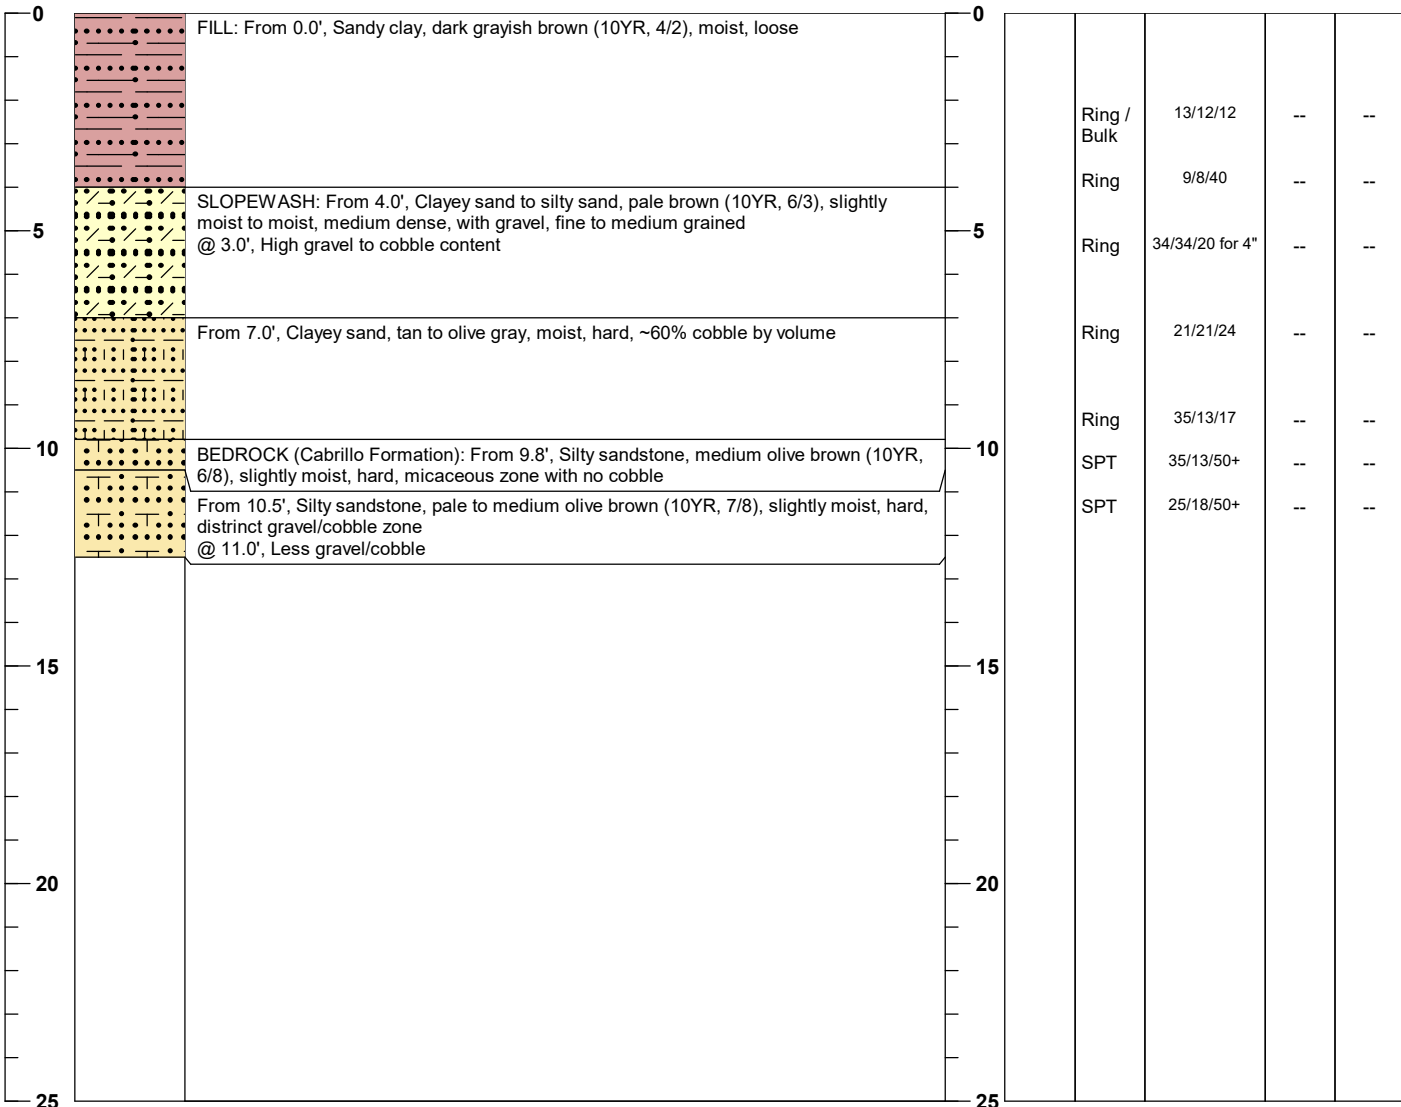 0
FILL: From 0.0', Sandy clay, dark grayish brown (10YR, 4/2), moist, loose
0
Ring /
Bulk
13/12/12
--
--
Ring
9/8/40
--
--
SLOPEWASH: From 4.0', Clayey sand to silty sand, pale brown (10YR, 6/3), slightly
moist to moist, medium dense, with gravel, fine to medium grained
@ 3.0', High gravel to cobble content
5
5
Ring
34/34/20 for 4"
--
--
From 7.0', Clayey sand, tan to olive gray, moist, hard, ~60% cobble by volume
Ring
21/21/24
--
--
Ring
35/13/17
--
--
10
BEDROCK (Cabrillo Formation): From 9.8', Silty sandstone, medium olive brown (10YR,
6/8), slightly moist, hard, micaceous zone with no cobble
10
SPT
35/13/50+
--
--
From 10.5', Silty sandstone, pale to medium olive brown (10YR, 7/8), slightly moist, hard,
distrinct gravel/cobble zone
@ 11.0', Less gravel/cobble
SPT
25/18/50+
--
--
15
15
20
20
25
25